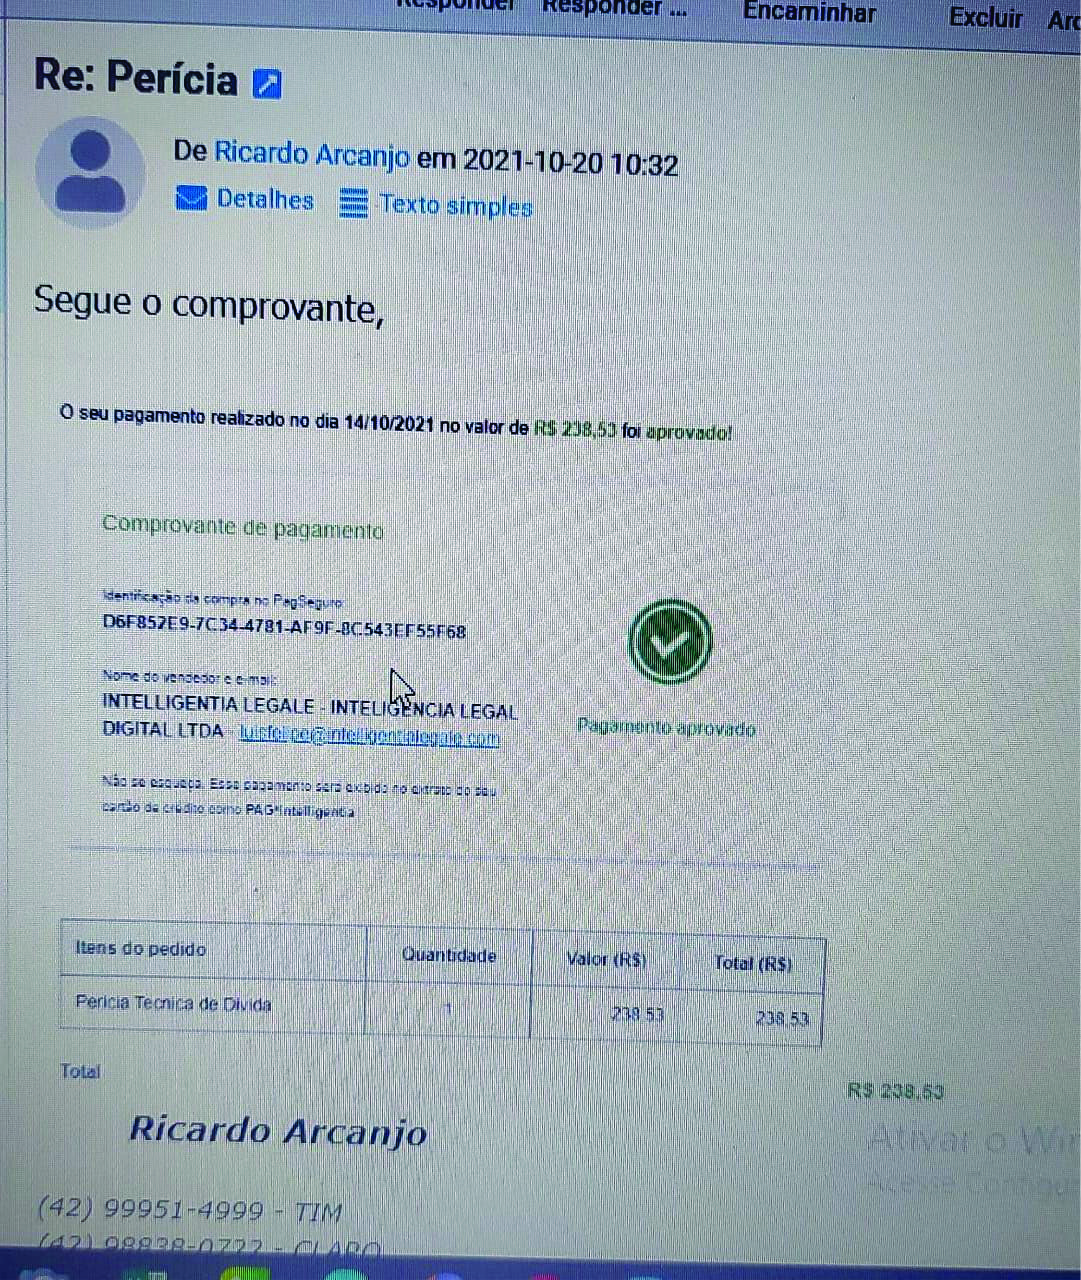 Responder Responder ... Encaminhar Excluir Arc
Re: Perícia
De Ricardo Arcanjo em 2021-10-20 10:32
Detalhes Texto simples
Segue o comprovante,
O seu pagamento realizado no dia 14/10/2021 no valor de R$ 238,53 foi aprovado!
Comprovante de pagamento
Identificação da compra no PagSeguro:
D6F852E9-7C34-4781-AF9F-8C543EF55F68
Nome do vendedor e e-mail:
INTELLIGENTIA LEGALE - INTELIGENCIA LEGAL
DIGITAL LTDA - luisfelipe@intelligentialegale.com
Pagamento aprovado
Não se esqueça. Esse pagamento será exibido no extrato do seu
cartão de crédito como PAG*Intelligentia
Itens do pedido Quantidade Valor (R$) Total (R$)
Pericia Tecnica de Divida 1 238,53 238,53
Total
R$ 238,53
Ricardo Arcanjo
Ativar o Win
Acesse Configu
(42) 99951-4999 - TIM
(42) 98838-0722 - CLARO